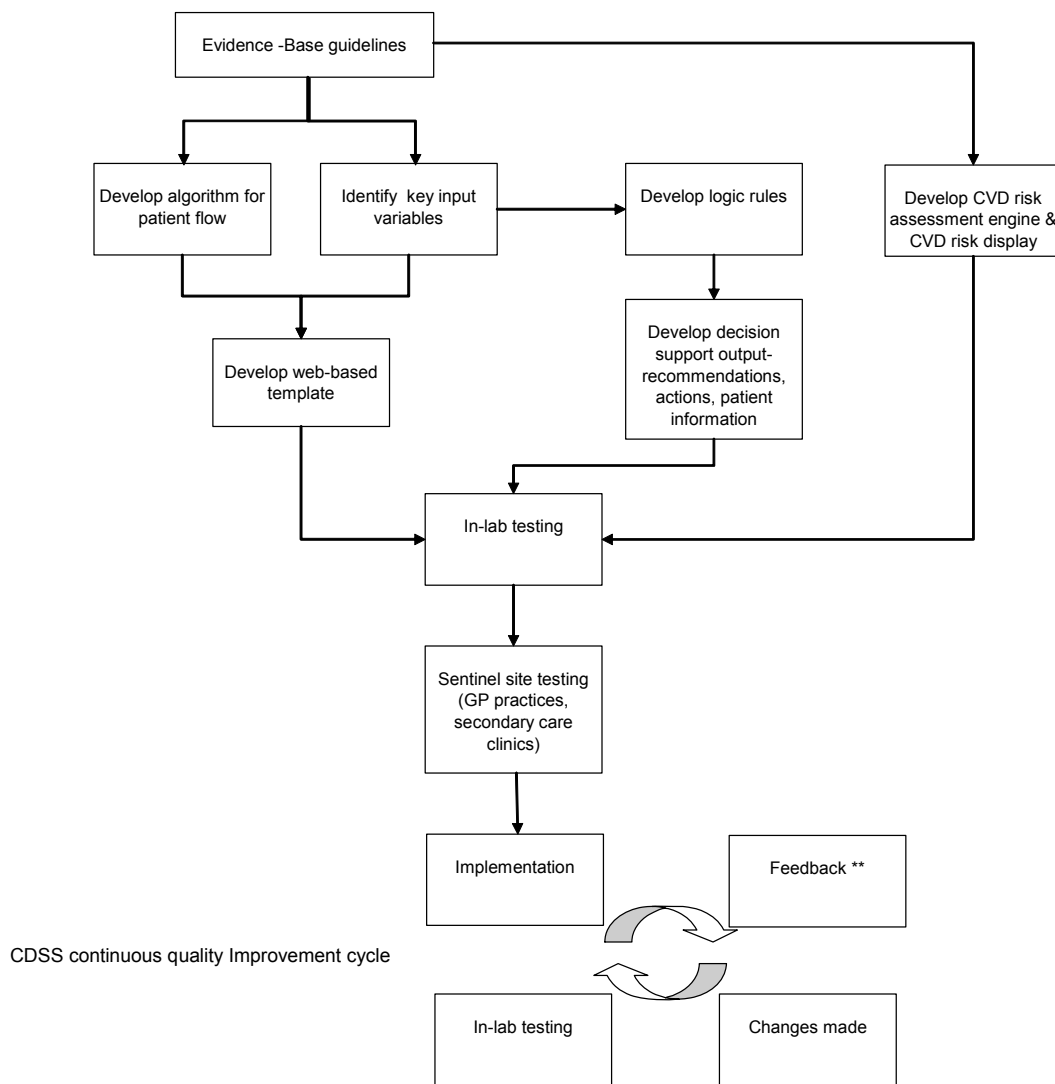 Evidence -Base guidelines
Develop algorithm for
patient flow
Identify  key input
variables
Develop logic rules
Develop CVD risk
assessment engine &
CVD risk display
Develop web-based
template
Develop decision
support output-
recommendations,
actions, patient
information
In-lab testing
Sentinel site testing
(GP practices,
secondary care
clinics)
Implementation
Feedback **
CDSS continuous quality Improvement cycle
In-lab testing
Changes made